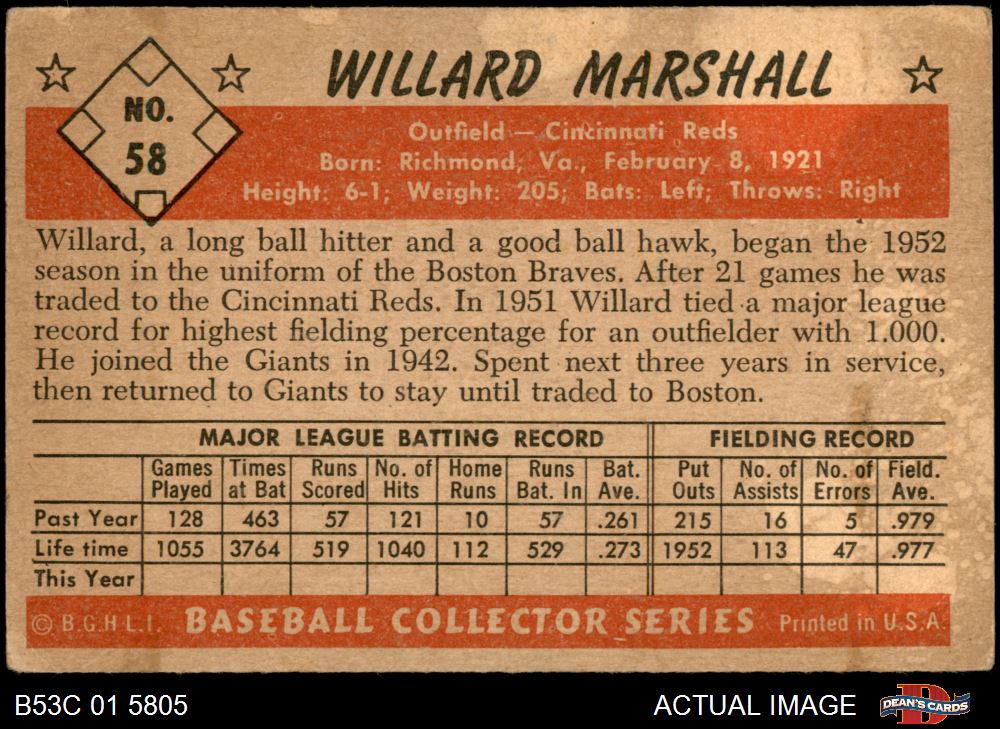 WILLARD MARSHALL
NO.
58
Outfield — Cincinnati Reds
Born: Richmond, Va., February 8, 1921
Height: 6-1; Weight: 205; Bats: Left; Throws: Right
Willard, a long ball hitter and a good ball hawk, began the 1952
season in the uniform of the Boston Braves. After 21 games he was
traded to the Cincinnati Reds. In 1951 Willard tied a major league
record for highest fielding percentage for an outfielder with 1.000.
He joined the Giants in 1942. Spent next three years in service,
then returned to Giants to stay until traded to Boston.
MAJOR LEAGUE BATTING RECORD FIELDING RECORD
Games Times Runs No. of Home Runs Bat. Put No. of No. of Field.
Played at Bat Scored Hits Runs Bat. In Ave. Outs Assists Errors Ave.
Past Year 128 463 57 121 10 57 .261 215 16 5 .979
Life time 1055 3764 519 1040 112 529 .273 1952 113 47 .977
This Year
© B.G.H.L.I. BASEBALL COLLECTOR SERIES Printed in U.S.A.
B53C 01 5805 ACTUAL IMAGE D DEAN'S CARDS